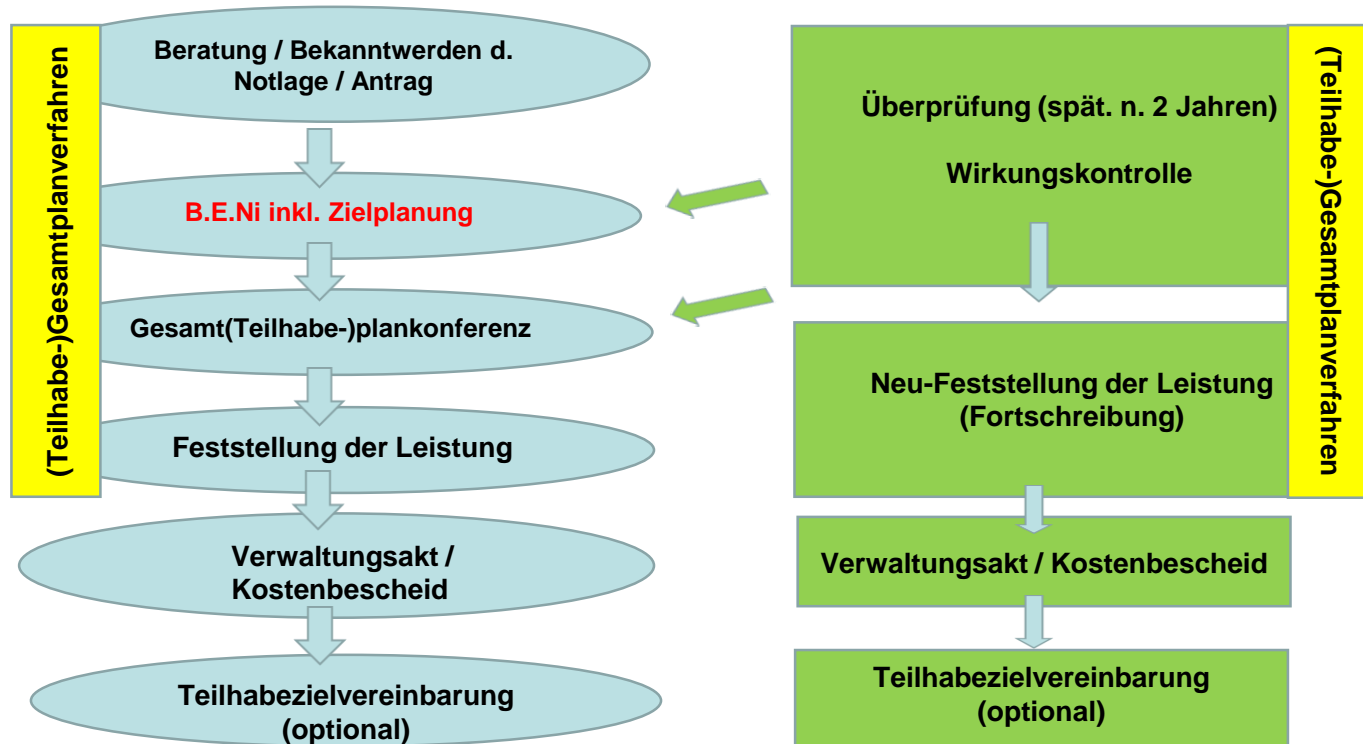 (Teilhabe-)Gesamtplanverfahren
Beratung / Bekanntwerden d.
Notlage / Antrag
B.E.Ni inkl. Zielplanung
Gesamt(Teilhabe-)plankonferenz
Feststellung der Leistung
Verwaltungsakt /
Kostenbescheid
Teilhabezielvereinbarung
(optional)
Überprüfung (spät. n. 2 Jahren)
Wirkungskontrolle
Neu-Feststellung der Leistung
(Fortschreibung)
Verwaltungsakt / Kostenbescheid
Teilhabezielvereinbarung
(optional)
(Teilhabe-)Gesamtplanverfahren